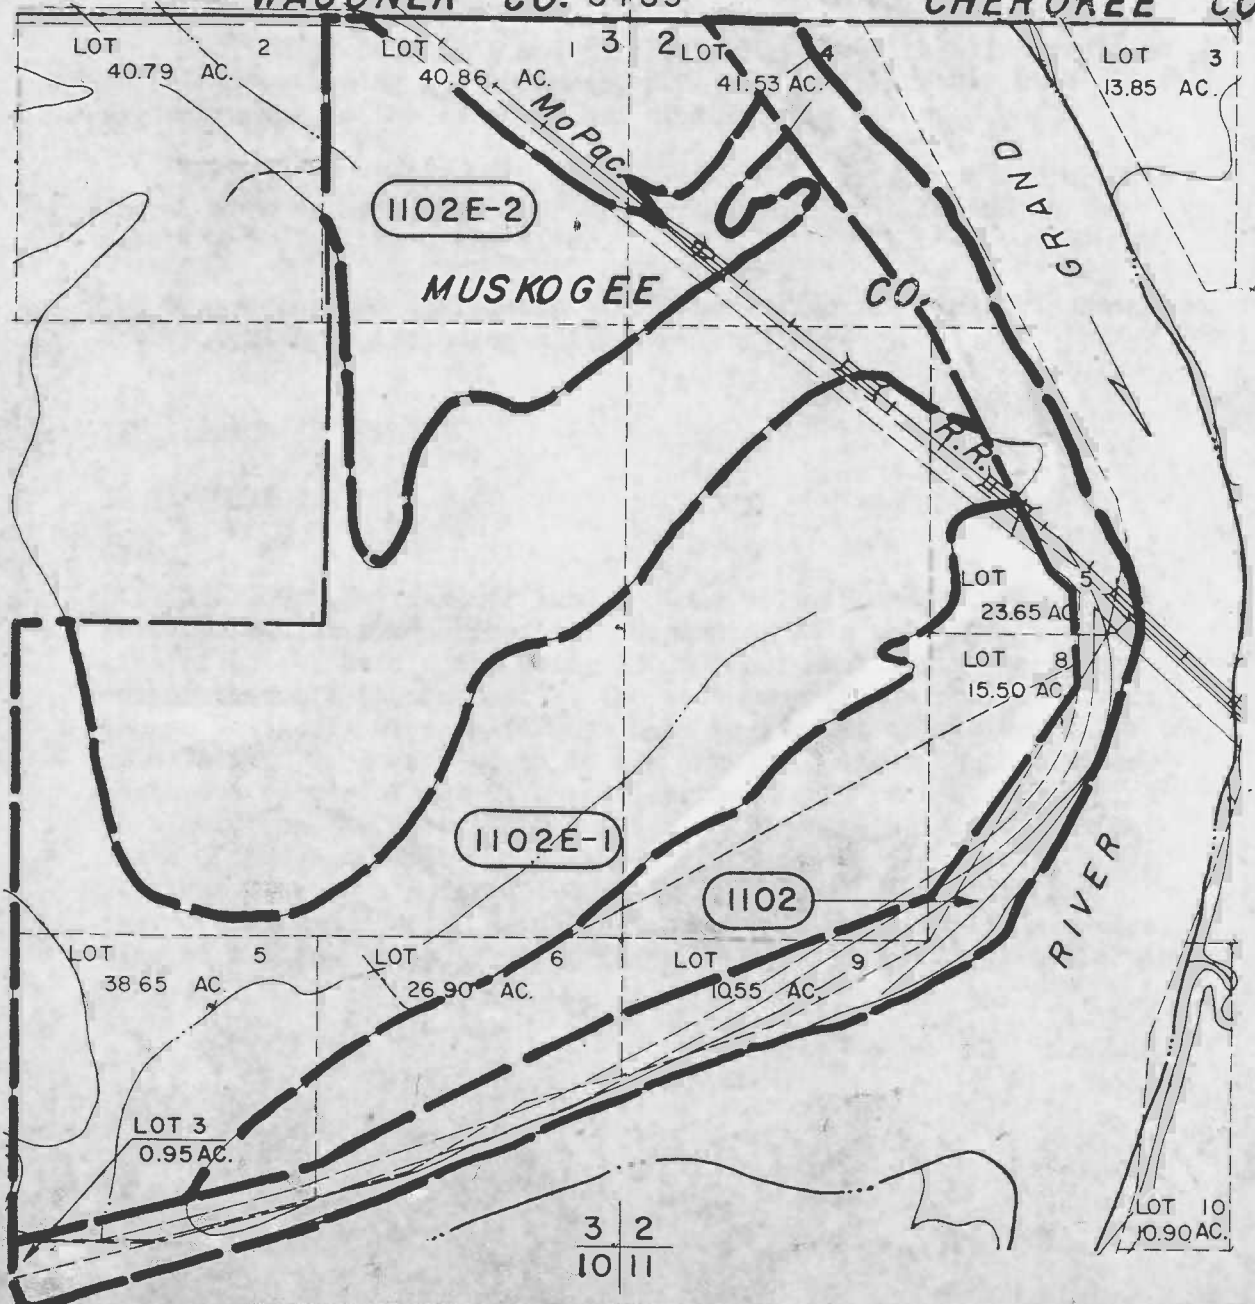 WAGONER CO.
CHEROKEE CO
LOT 2
40.79 AC.
LOT 1
40.86 AC.
3 2
LOT 4
41.53 AC.
LOT 3
13.85 AC.
MoPac.
GRAND
1102E-2
MUSKOGEE CO.
R.R.
LOT 5
23.65 AC
LOT 8
15.50 AC.
1102E-1
1102
RIVER
LOT 5
38.65 AC.
LOT 6
26.90 AC.
LOT 9
10.55 AC.
LOT 3
0.95 AC.
3 2
10 11
LOT 10
10.90 AC.